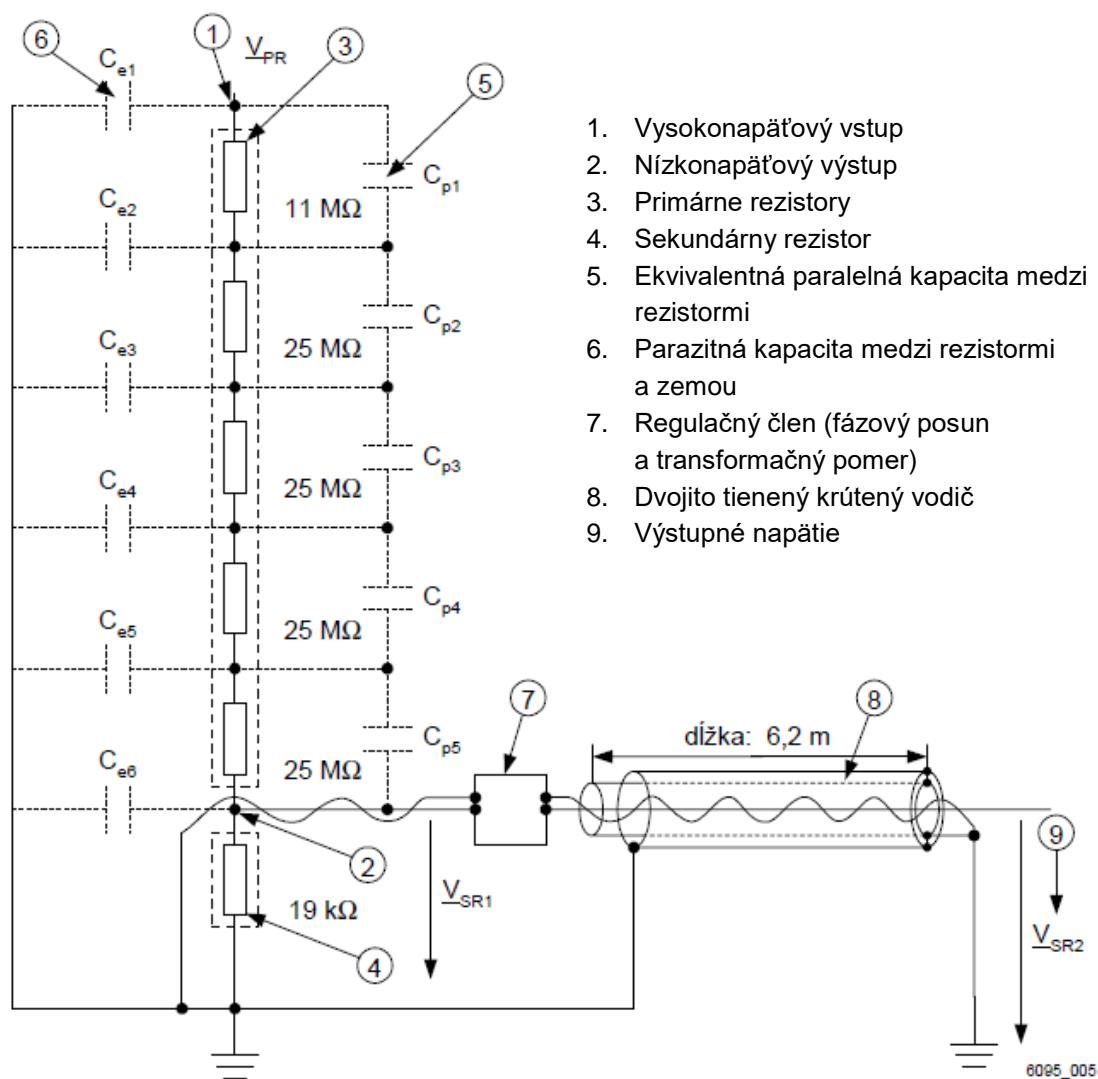 6
C_e1
1
V_PR
3
5
C_p1
11 MΩ
C_e2
C_p2
25 MΩ
C_e3
C_p3
25 MΩ
C_e4
C_p4
25 MΩ
C_e5
C_p5
25 MΩ
C_e6
7
8
dĺžka: 6,2 m
2
9
19 kΩ
V_SR1
V_SR2
4
1. Vysokonapäťový vstup
2. Nízkonapäťový výstup
3. Primárne rezistory
4. Sekundárny rezistor
5. Ekvivalentná paralelná kapacita medzi
rezistormi
6. Parazitná kapacita medzi rezistormi
a zemou
7. Regulačný člen (fázový posun
a transformačný pomer)
8. Dvojito tienený krútený vodič
9. Výstupné napätie
6095_005